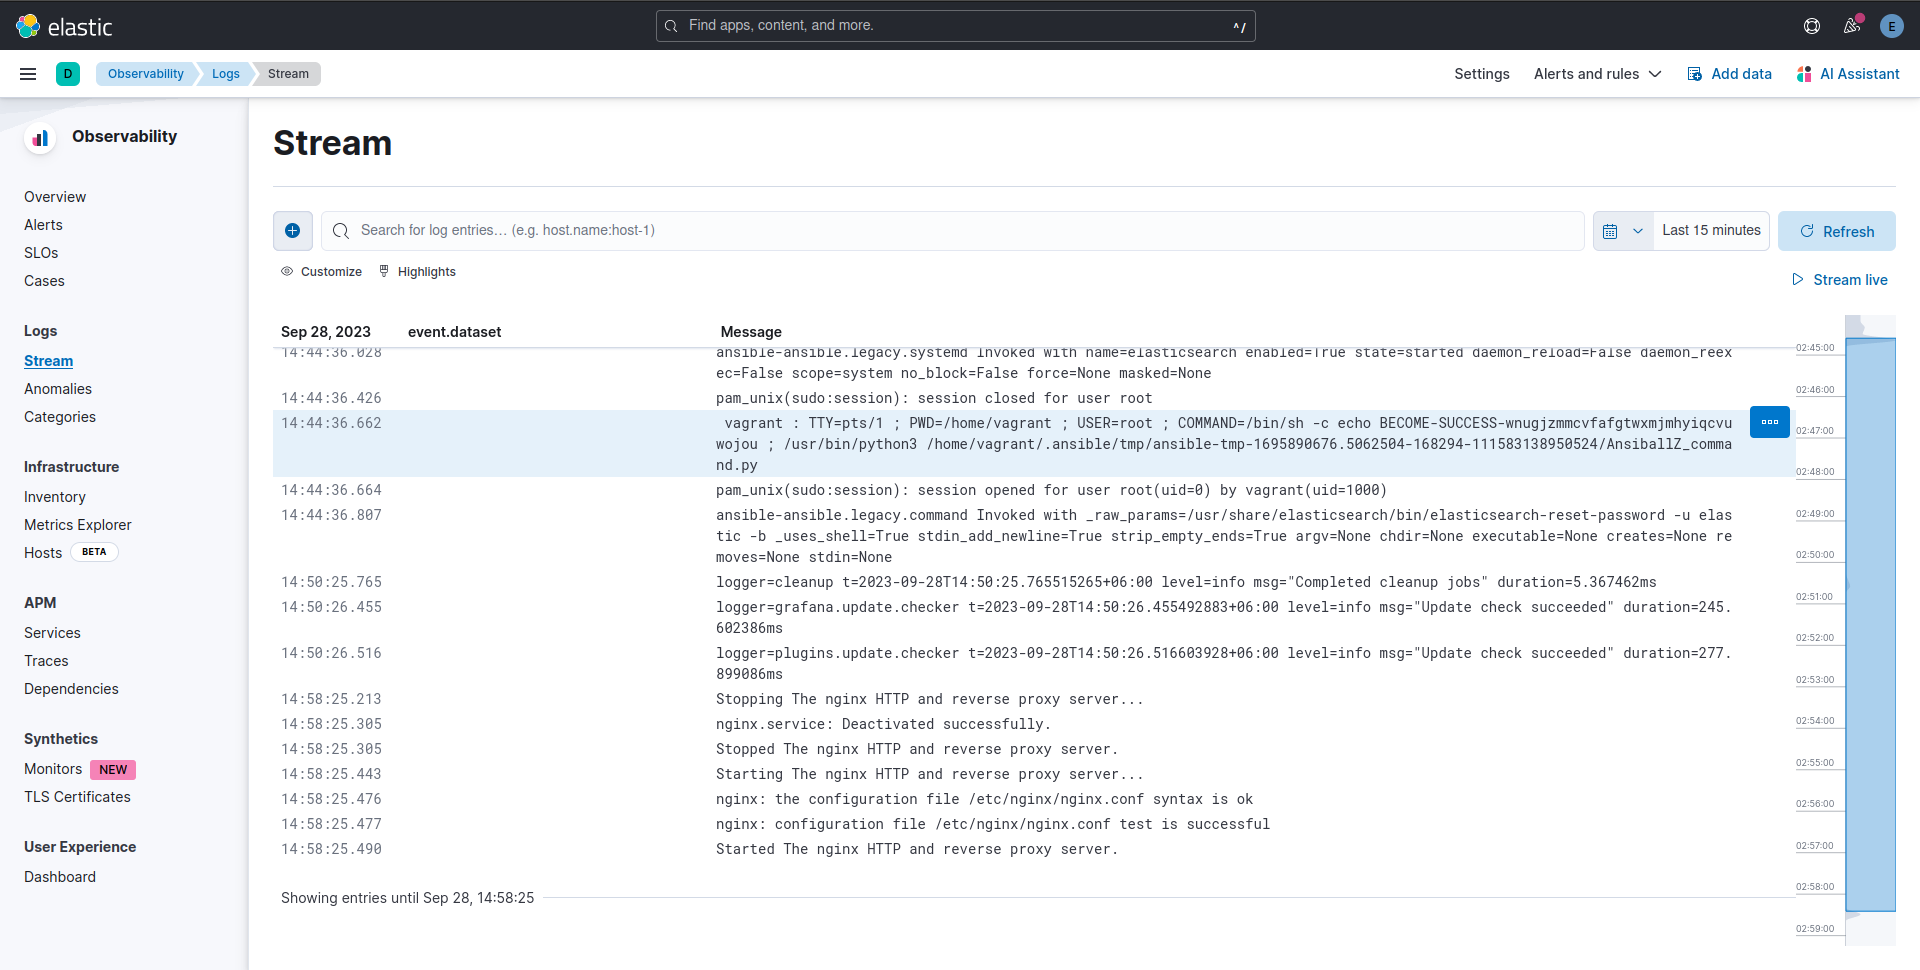 elastic
Find apps, content, and more.
^/
E
D
Observability
Logs
Stream
Settings
Alerts and rules
Add data
AI Assistant
Observability
Overview
Alerts
SLOs
Cases
Logs
Stream
Anomalies
Categories
Infrastructure
Inventory
Metrics Explorer
Hosts BETA
APM
Services
Traces
Dependencies
Synthetics
Monitors NEW
TLS Certificates
User Experience
Dashboard
Stream
Search for log entries… (e.g. host.name:host-1)
Last 15 minutes
Refresh
Customize
Highlights
Stream live
Sep 28, 2023 event.dataset Message
14:44:36.028 ansible-ansible.legacy.systemd Invoked with name=elasticsearch enabled=True state=started daemon_reload=False daemon_reex
ec=False scope=system no_block=False force=None masked=None
14:44:36.426 pam_unix(sudo:session): session closed for user root
14:44:36.662 vagrant : TTY=pts/1 ; PWD=/home/vagrant ; USER=root ; COMMAND=/bin/sh -c echo BECOME-SUCCESS-wnugjzmmcvfafgtwxmjmhyiqcvu
wojou ; /usr/bin/python3 /home/vagrant/.ansible/tmp/ansible-tmp-1695890676.5062504-168294-111583138950524/AnsiballZ_comma
nd.py
14:44:36.664 pam_unix(sudo:session): session opened for user root(uid=0) by vagrant(uid=1000)
14:44:36.807 ansible-ansible.legacy.command Invoked with _raw_params=/usr/share/elasticsearch/bin/elasticsearch-reset-password -u elas
tic -b _uses_shell=True stdin_add_newline=True strip_empty_ends=True argv=None chdir=None executable=None creates=None re
moves=None stdin=None
14:50:25.765 logger=cleanup t=2023-09-28T14:50:25.765515265+06:00 level=info msg="Completed cleanup jobs" duration=5.367462ms
14:50:26.455 logger=grafana.update.checker t=2023-09-28T14:50:26.455492883+06:00 level=info msg="Update check succeeded" duration=245.
602386ms
14:50:26.516 logger=plugins.update.checker t=2023-09-28T14:50:26.516603928+06:00 level=info msg="Update check succeeded" duration=277.
899086ms
14:58:25.213 Stopping The nginx HTTP and reverse proxy server...
14:58:25.305 nginx.service: Deactivated successfully.
14:58:25.305 Stopped The nginx HTTP and reverse proxy server.
14:58:25.443 Starting The nginx HTTP and reverse proxy server...
14:58:25.476 nginx: the configuration file /etc/nginx/nginx.conf syntax is ok
14:58:25.477 nginx: configuration file /etc/nginx/nginx.conf test is successful
14:58:25.490 Started The nginx HTTP and reverse proxy server.
Showing entries until Sep 28, 14:58:25
02:45:00
02:46:00
02:47:00
02:48:00
02:49:00
02:50:00
02:51:00
02:52:00
02:53:00
02:54:00
02:55:00
02:56:00
02:57:00
02:58:00
02:59:00